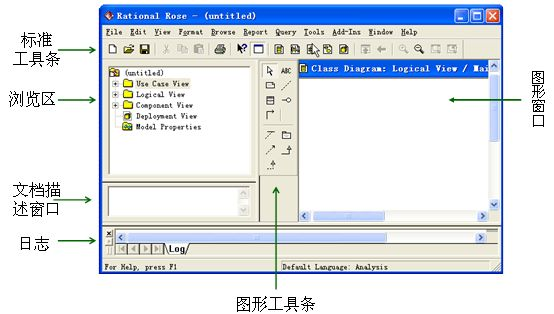 Rational Rose - (untitled)
File Edit View Format Browse Report Query Tools Add-Ins Window Help
标准
工具条
ABC
Class Diagram: Logical View / Mai
(untitled)
Use Case View
Logical View
Component View
Deployment View
Model Properties
浏览区
图形窗口
文档描
述窗口
日志
Log
For Help, press F1
Default Language: Analysis
图形工具条